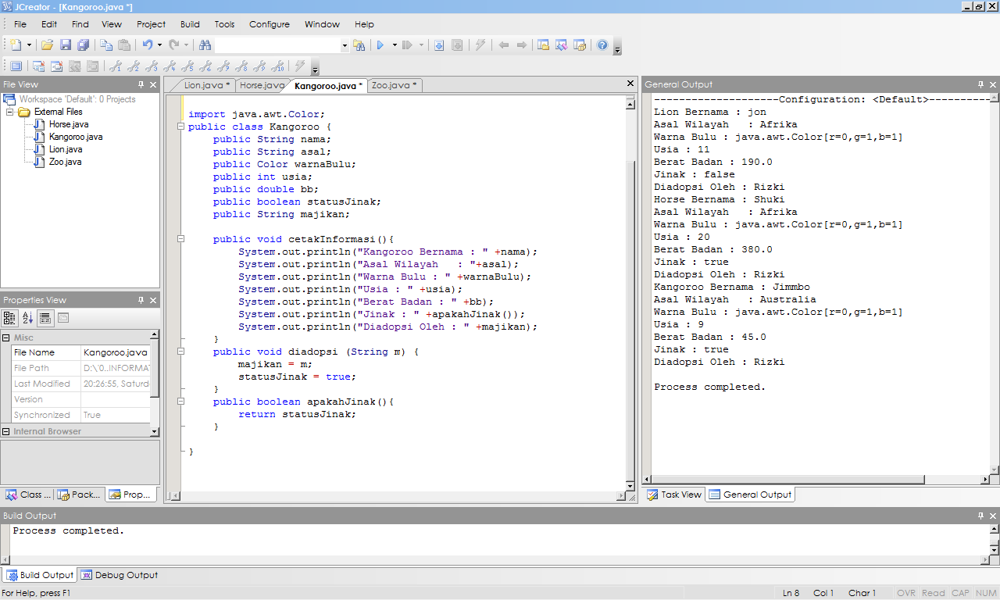 JCreator - [Kangoroo.java *]
File Edit Find View Project Build Tools Configure Window Help
File View
Workspace 'Default': 0 Projects
External Files
Horse.java
Kangoroo.java
Lion.java
Zoo.java
Properties View
Misc
File Name Kangoroo.java
File Path D:\'0..INFORMA
Last Modified 20:26:55, Saturd
Version
Synchronized True
Internal Browser
Class ... Pack... Prop...
Lion.java * Horse.java Kangoroo.java * Zoo.java *
import java.awt.Color;
public class Kangoroo {
public String nama;
public String asal;
public Color warnaBulu;
public int usia;
public double bb;
public boolean statusJinak;
public String majikan;
public void cetakInformasi(){
System.out.println("Kangoroo Bernama : " +nama);
System.out.println("Asal Wilayah   : "+asal);
System.out.println("Warna Bulu : " +warnaBulu);
System.out.println("Usia : " +usia);
System.out.println("Berat Badan : " +bb);
System.out.println("Jinak : " +apakahJinak());
System.out.println("Diadopsi Oleh : " +majikan);
}
public void diadopsi (String m) {
majikan = m;
statusJinak = true;
}
public boolean apakahJinak(){
return statusJinak;
}
}
General Output
--------------------Configuration: <Default>----------
Lion Bernama : jon
Asal Wilayah   : Afrika
Warna Bulu : java.awt.Color[r=0,g=1,b=1]
Usia : 11
Berat Badan : 190.0
Jinak : false
Diadopsi Oleh : Rizki
Horse Bernama : Shuki
Asal Wilayah   : Afrika
Warna Bulu : java.awt.Color[r=0,g=1,b=1]
Usia : 20
Berat Badan : 380.0
Jinak : true
Diadopsi Oleh : Rizki
Kangoroo Bernama : Jimmbo
Asal Wilayah   : Australia
Warna Bulu : java.awt.Color[r=0,g=1,b=1]
Usia : 9
Berat Badan : 45.0
Jinak : true
Diadopsi Oleh : Rizki
Process completed.
Task View General Output
Build Output
Process completed.
Build Output Debug Output
For Help, press F1 Ln 8 Col 1 Char 1 OVR Read CAP NUM